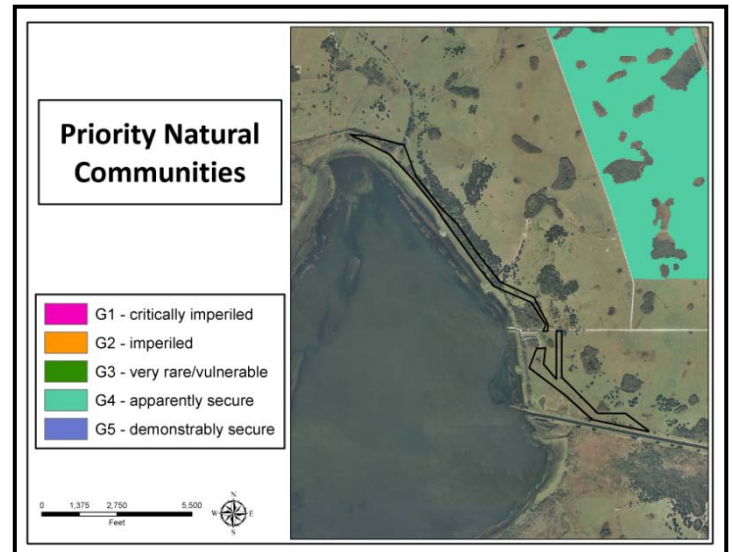 Priority Natural
Communities
G1 - critically imperiled
G2 - imperiled
G3 - very rare/vulnerable
G4 - apparently secure
G5 - demonstrably secure
0 1,375 2,750 5,500
Feet
N
W E
S